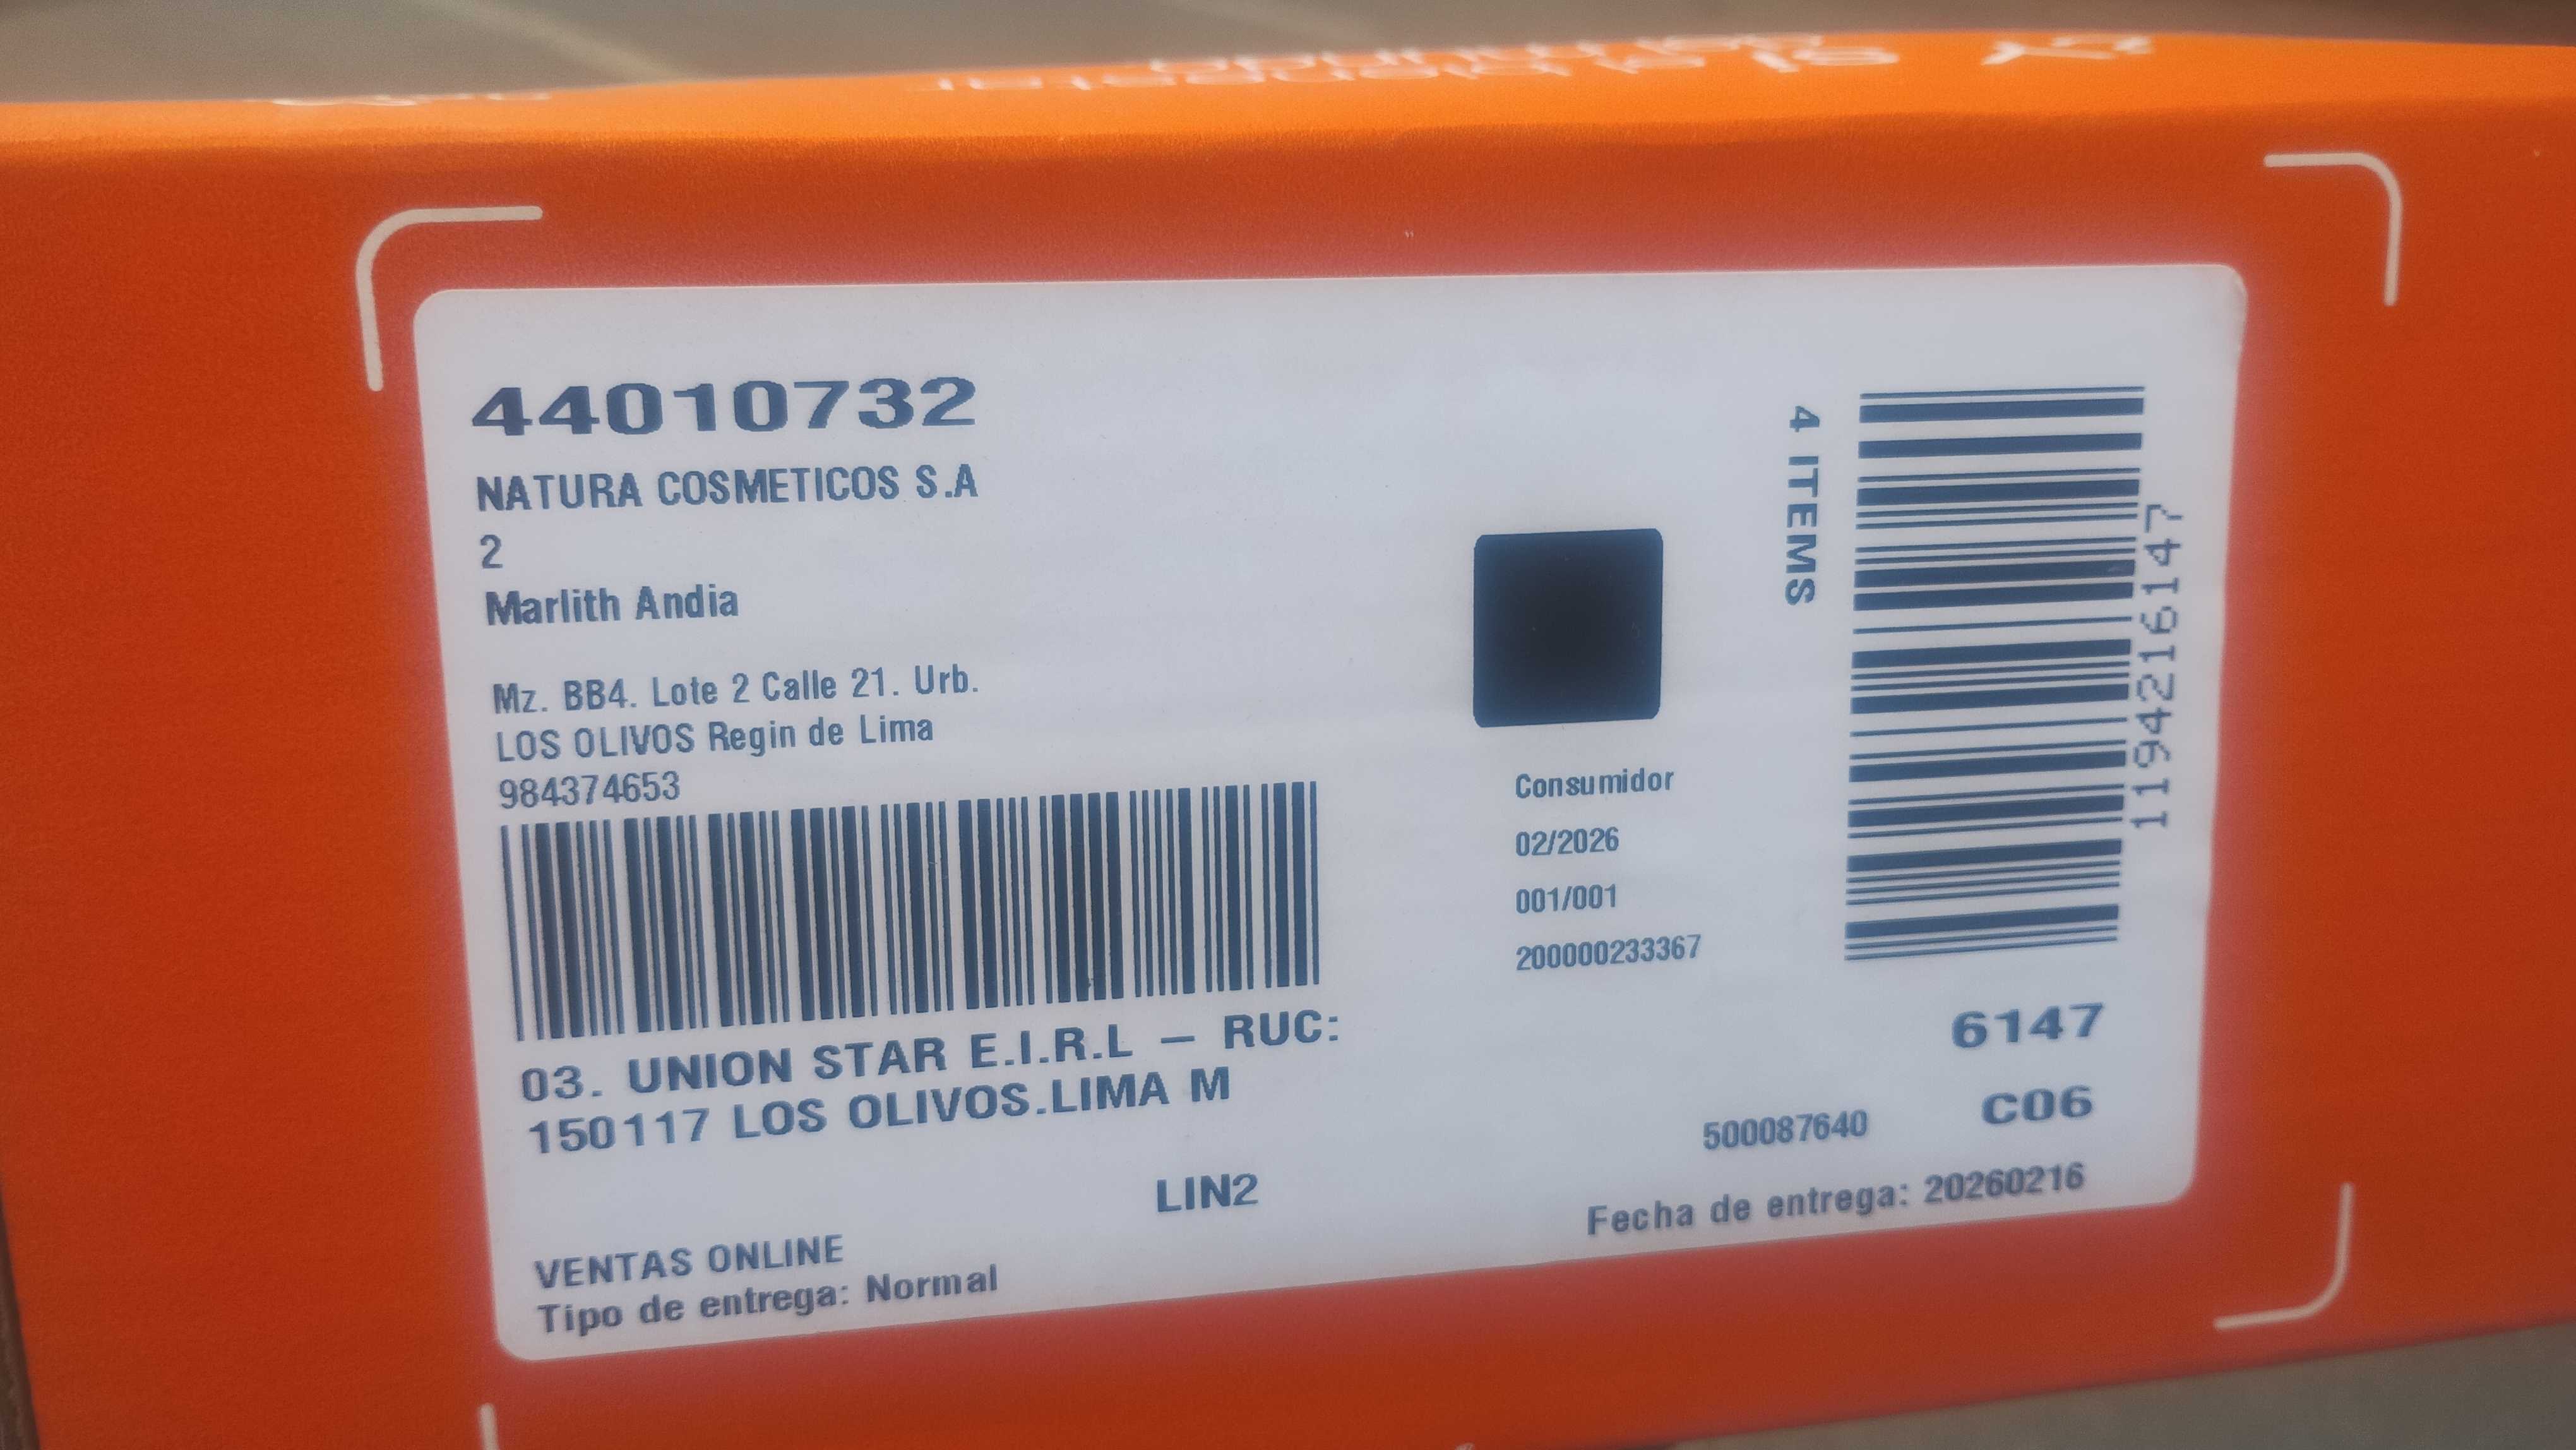 44010732
NATURA COSMETICOS S.A
2
Marlith Andia
Mz. BB4. Lote 2 Calle 21. Urb.
LOS OLIVOS Regin de Lima
984374653
03. UNION STAR E.I.R.L – RUC:
150117 LOS OLIVOS.LIMA M
LIN2
VENTAS ONLINE
Tipo de entrega: Normal
4 ITEMS
1194216147
Consumidor
02/2026
001/001
200000233367
6147
C06
500087640
Fecha de entrega: 20260216